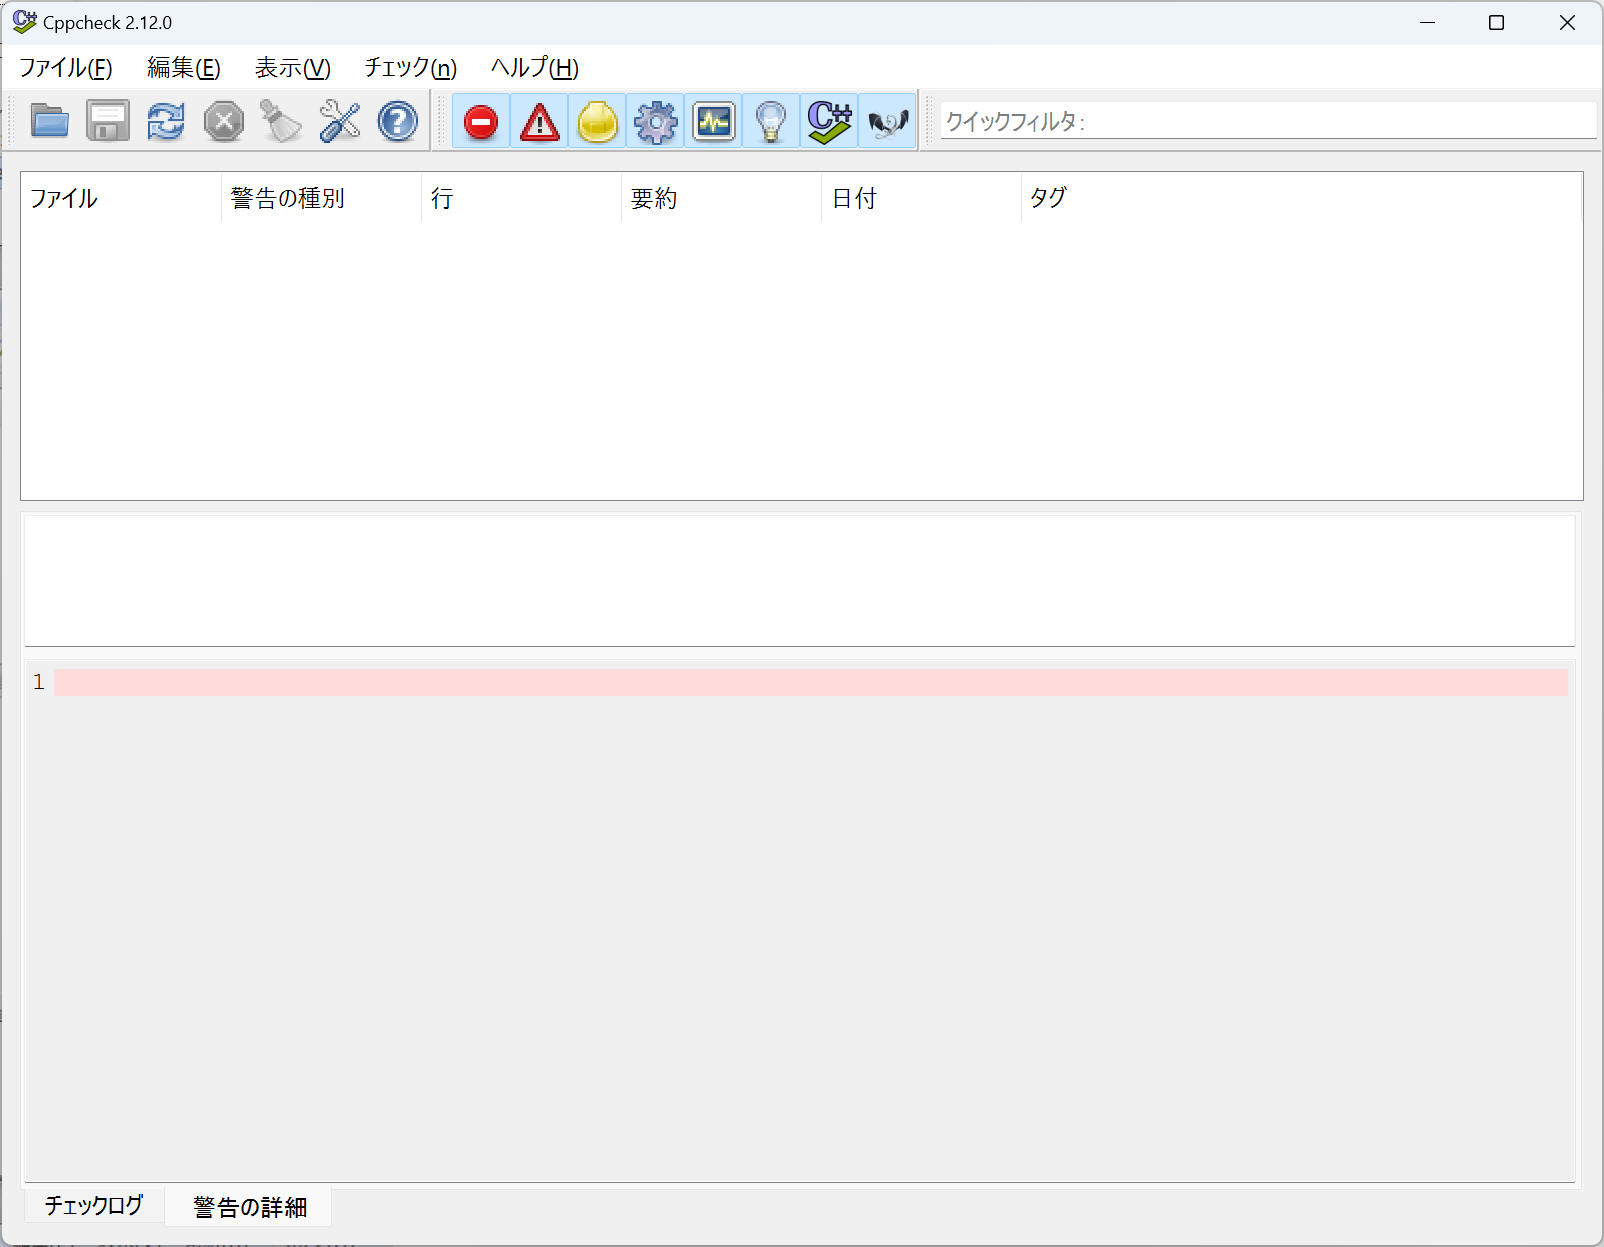 Cppcheck 2.12.0
ファイル(F) 編集(E) 表示(V) チェック(n) ヘルプ(H)
C++ クイックフィルタ:
ファイル 警告の種別 行 要約 日付 タグ
1
チェックログ 警告の詳細